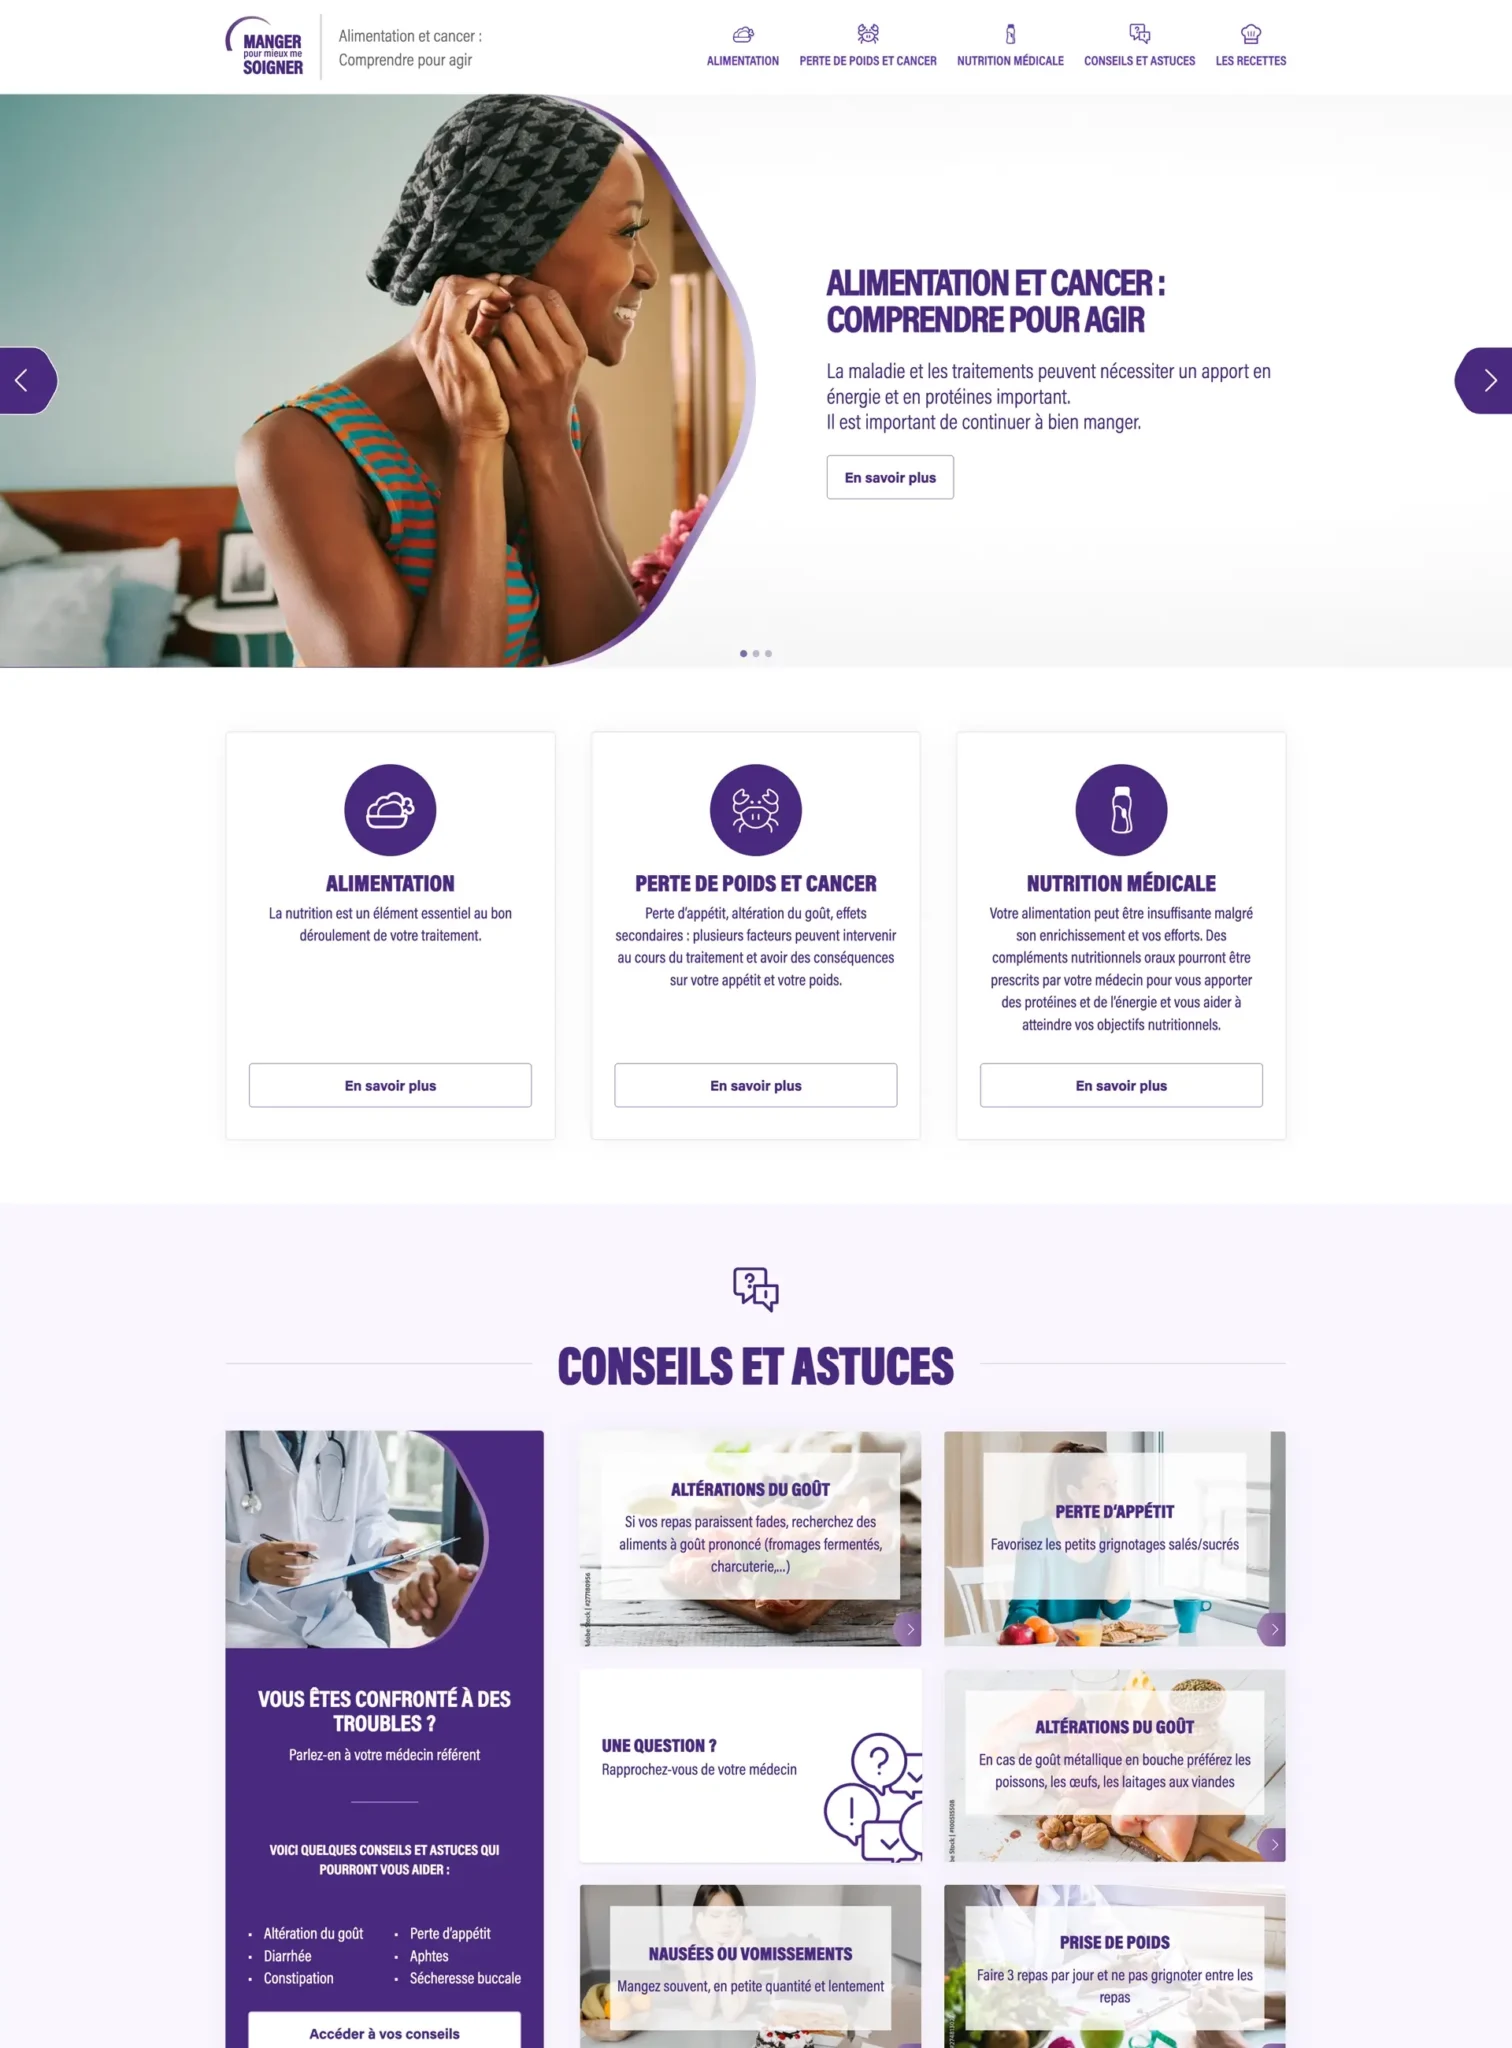 MANGER
pour mieux me
SOIGNER
Alimentation et cancer :
Comprendre pour agir
ALIMENTATION
PERTE DE POIDS ET CANCER
NUTRITION MÉDICALE
CONSEILS ET ASTUCES
LES RECETTES
ALIMENTATION ET CANCER :
COMPRENDRE POUR AGIR
La maladie et les traitements peuvent nécessiter un apport en
énergie et en protéines important.
Il est important de continuer à bien manger.
En savoir plus
ALIMENTATION
La nutrition est un élément essentiel au bon
déroulement de votre traitement.
En savoir plus
PERTE DE POIDS ET CANCER
Perte d'appétit, altération du goût, effets
secondaires : plusieurs facteurs peuvent intervenir
au cours du traitement et avoir des conséquences
sur votre appétit et votre poids.
En savoir plus
NUTRITION MÉDICALE
Votre alimentation peut être insuffisante malgré
son enrichissement et vos efforts. Des
compléments nutritionnels oraux pourront être
prescrits par votre médecin pour vous apporter
des protéines et de l'énergie et vous aider à
atteindre vos objectifs nutritionnels.
En savoir plus
CONSEILS ET ASTUCES
VOUS ÊTES CONFRONTÉ À DES
TROUBLES ?
Parlez-en à votre médecin référent
VOICI QUELQUES CONSEILS ET ASTUCES QUI
POURRONT VOUS AIDER :
• Altération du goût
• Diarrhée
• Constipation
• Perte d'appétit
• Aphtes
• Sécheresse buccale
Accéder à vos conseils
ALTÉRATIONS DU GOÛT
Si vos repas paraissent fades, recherchez des
aliments à goût prononcé (fromages fermentés,
charcuterie,...)
dobe Stock | #277180956
PERTE D'APPÉTIT
Favorisez les petits grignotages salés/sucrés
UNE QUESTION ?
Rapprochez-vous de votre médecin
ALTÉRATIONS DU GOÛT
En cas de goût métallique en bouche préférez les
poissons, les œufs, les laitages aux viandes
be Stock |
NAUSÉES OU VOMISSEMENTS
Mangez souvent, en petite quantité et lentement
PRISE DE POIDS
Faire 3 repas par jour et ne pas grignoter entre les
repas